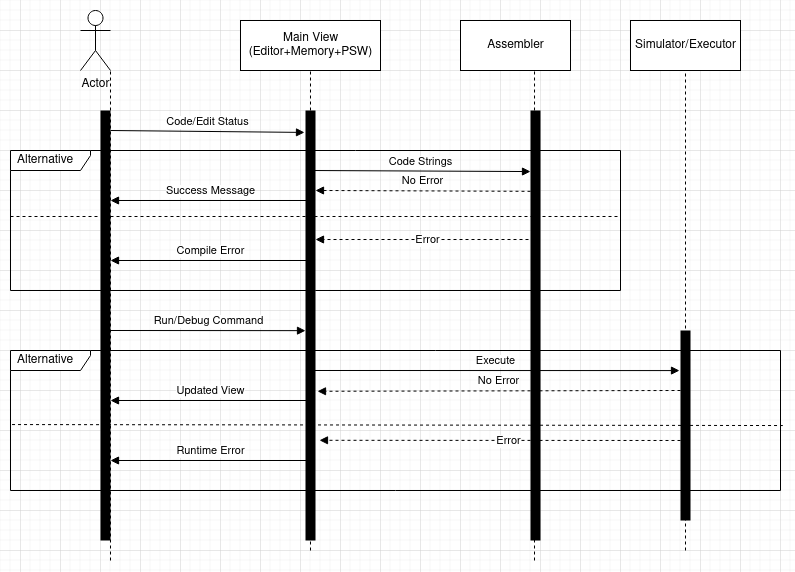 Actor
Main View
(Editor+Memory+PSW)
Assembler
Simulator/Executor
Code/Edit Status
Alternative
Code Strings
No Error
Success Message
Error
Compile Error
Run/Debug Command
Alternative
Execute
No Error
Updated View
Error
Runtime Error